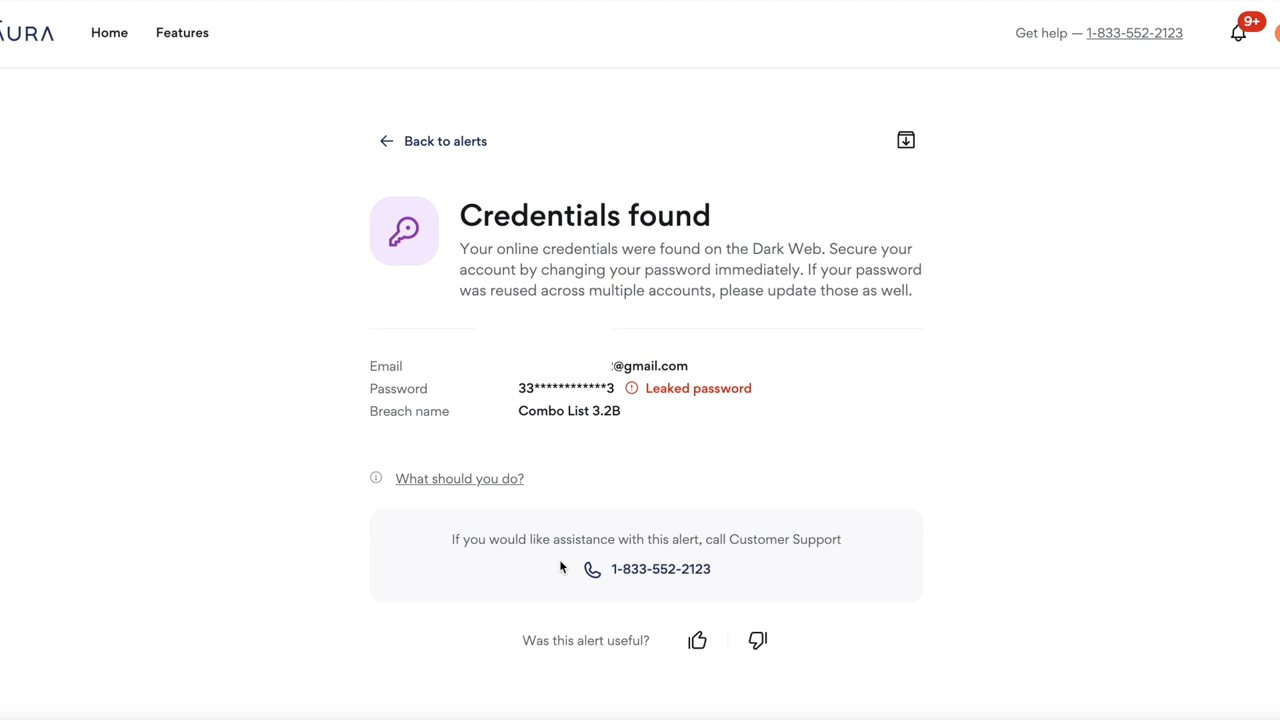 AURA
Home
Features
Get help — 1-833-552-2123
9+
Back to alerts
Credentials found
Your online credentials were found on the Dark Web. Secure your
account by changing your password immediately. If your password
was reused across multiple accounts, please update those as well.
Email @gmail.com
Password 33************3 Leaked password
Breach name Combo List 3.2B
What should you do?
If you would like assistance with this alert, call Customer Support
1-833-552-2123
Was this alert useful?